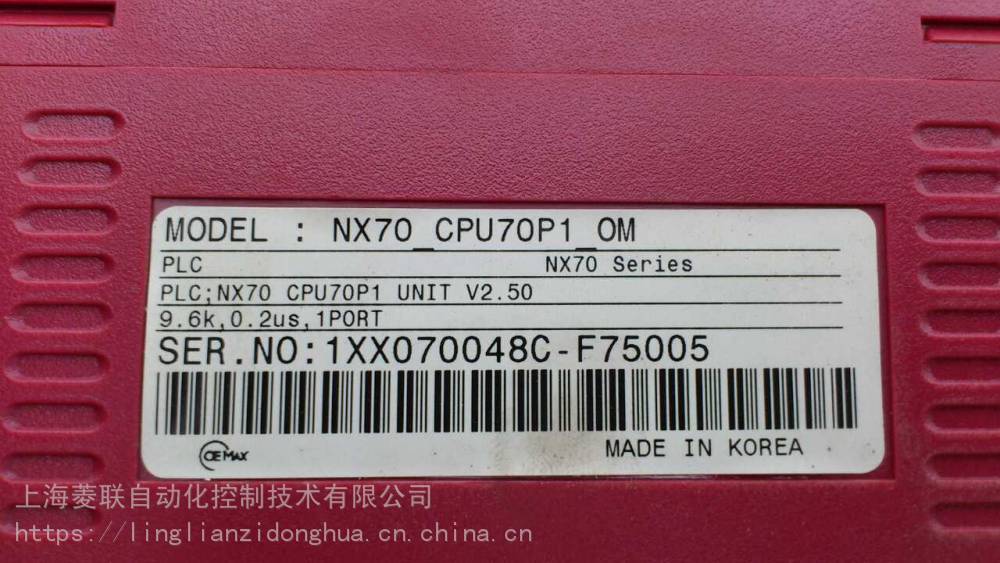 MODEL : NX70_CPU70P1_OM
PLC NX70 Series
PLC;NX70 CPU70P1 UNIT V2.50
9.6k,0.2us,1PORT
SER.NO:1XX070048C-F75005
OEMAX MADE IN KOREA
上海菱联自动化控制技术有限公司
https://linglianzidonghua.cn.china.cn